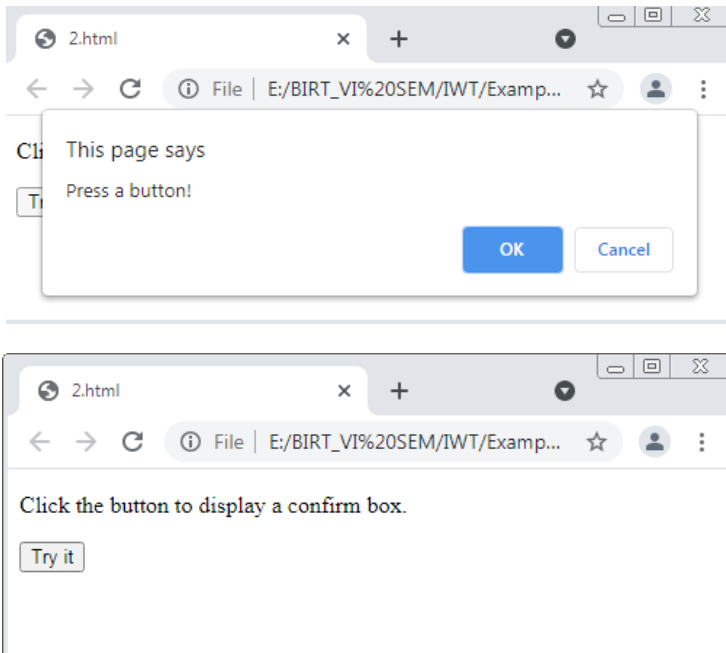 2.html
File E:/BIRT_VI%20SEM/IWT/Examp...
Cli
This page says
Press a button!
OK Cancel
2.html
File E:/BIRT_VI%20SEM/IWT/Examp...
Click the button to display a confirm box.
Try it